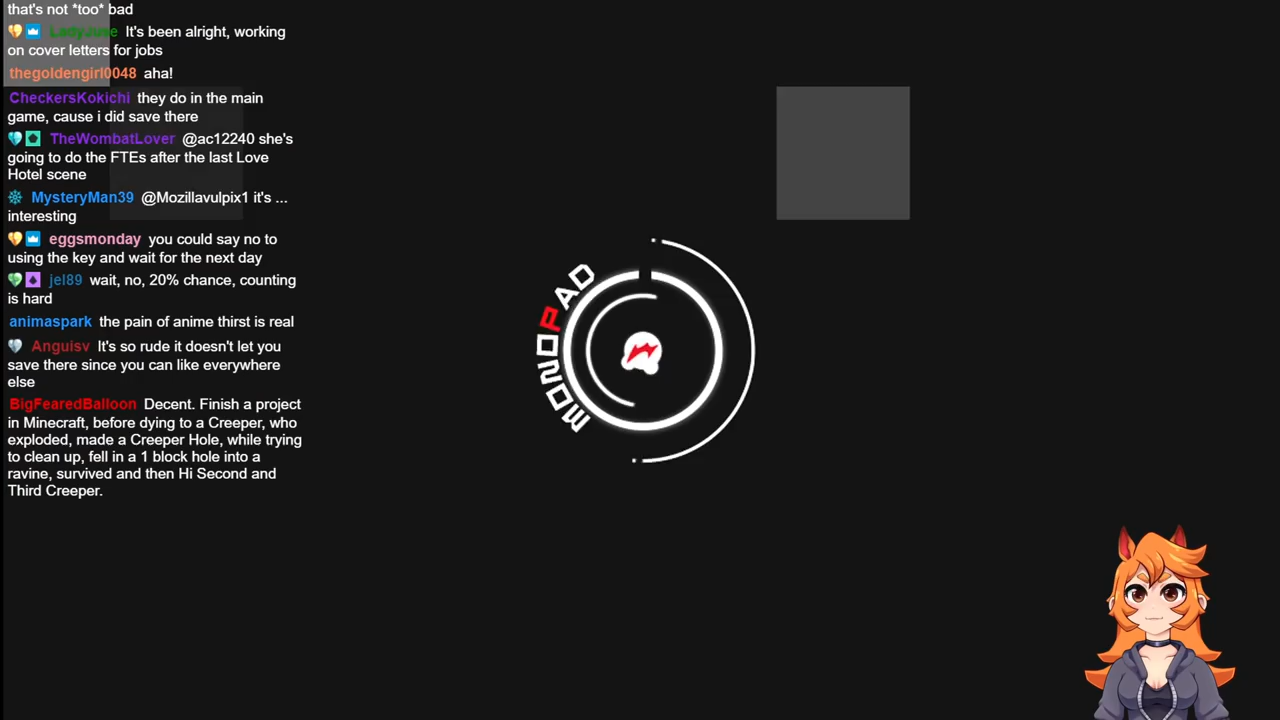 that's not *too* bad
LadyJune It's been alright, working
on cover letters for jobs
thegoldengirl0048 aha!
CheckersKokichi they do in the main
game, cause i did save there
TheWombatLover @ac12240 she's
going to do the FTEs after the last Love
Hotel scene
MysteryMan39 @Mozillavulpix1 it's ...
interesting
eggsmonday you could say no to
using the key and wait for the next day
jel89 wait, no, 20% chance, counting
is hard
animaspark the pain of anime thirst is real
Anguisv It's so rude it doesn't let you
save there since you can like everywhere
else
BigFearedBalloon Decent. Finish a project
in Minecraft, before dying to a Creeper, who
exploded, made a Creeper Hole, while trying
to clean up, fell in a 1 block hole into a
ravine, survived and then Hi Second and
Third Creeper.
MONOPAD